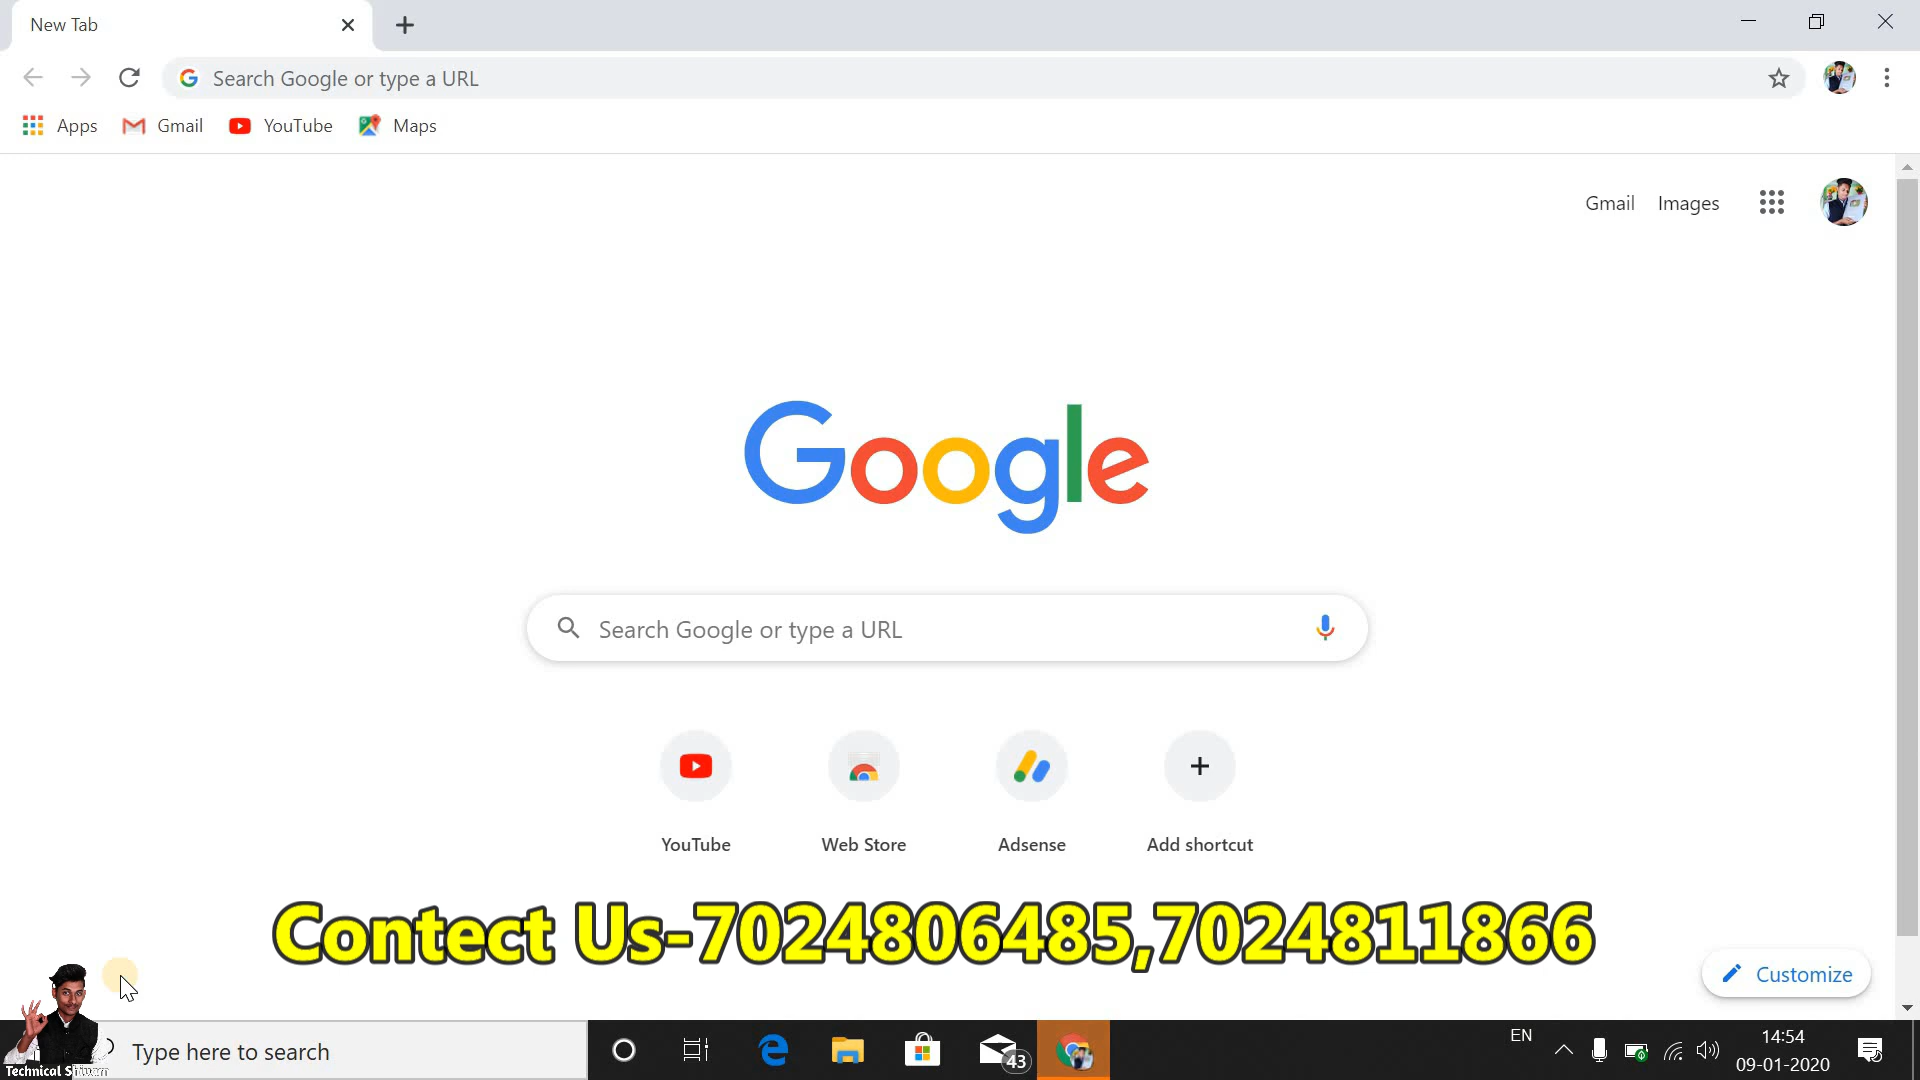 New Tab
Search Google or type a URL
Apps Gmail YouTube Maps
Gmail Images
Google
Search Google or type a URL
YouTube Web Store Adsense Add shortcut
Contect Us-7024806485,7024811866
Customize
Technical
Type here to search
43
EN
14:54
09-01-2020